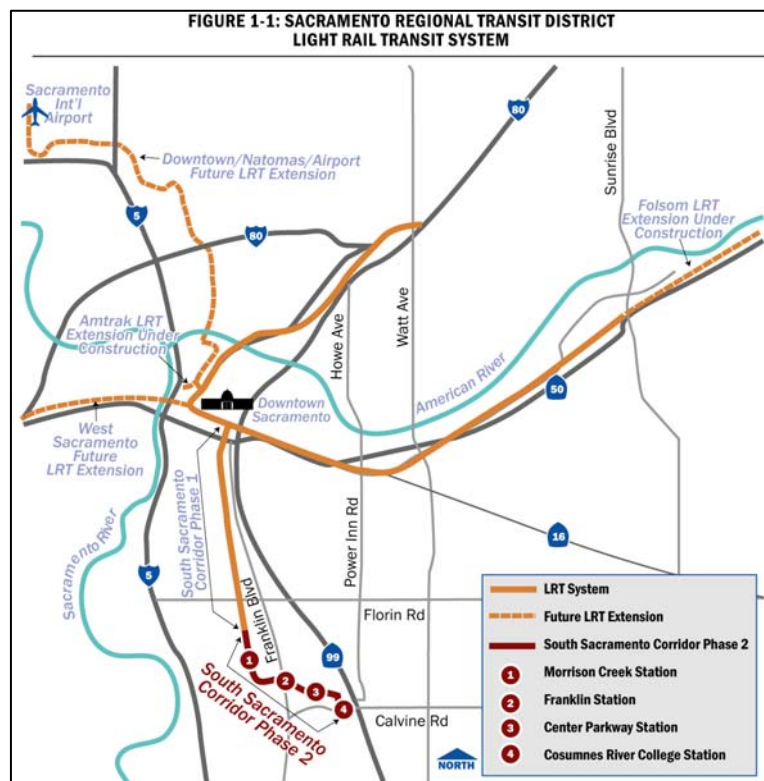 FIGURE 1-1: SACRAMENTO REGIONAL TRANSIT DISTRICT
LIGHT RAIL TRANSIT SYSTEM
Sacramento
Int'l
Airport
Downtown/Natomas/Airport
Future LRT Extension
80
Sunrise Blvd
5
80
Folsom LRT
Extension Under
Construction
Amtrak LRT
Extension Under
Construction
Howe Ave
Watt Ave
American River
50
Downtown
Sacramento
West
Sacramento
Future
LRT Extension
South Sacramento
Corridor Phase 1
Sacramento River
5
Franklin Blvd
Power Inn Rd
16
Florin Rd
99
1
2
3
4
South Sacramento
Corridor Phase 2
Calvine Rd
NORTH
LRT System
Future LRT Extension
South Sacramento Corridor Phase 2
1 Morrison Creek Station
2 Franklin Station
3 Center Parkway Station
4 Cosumnes River College Station